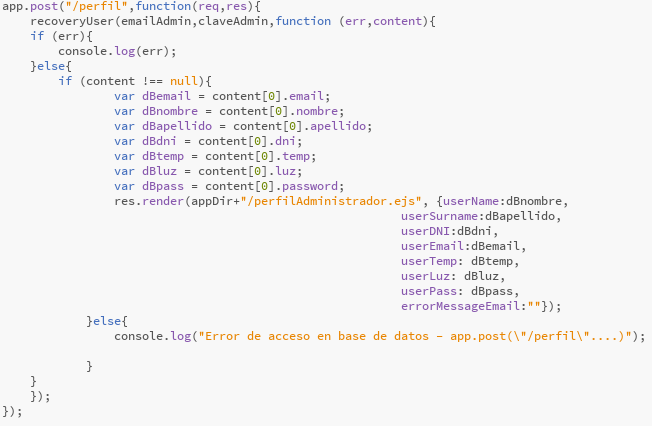 app.post("/perfil",function(req,res){
    recoveryUser(emailAdmin,claveAdmin,function (err,content){
    if (err){
        console.log(err);
    }else{
        if (content !== null){
                var dBemail = content[0].email;
                var dBnombre = content[0].nombre;
                var dBapellido = content[0].apellido;
                var dBdni = content[0].dni;
                var dBtemp = content[0].temp;
                var dBluz = content[0].luz;
                var dBpass = content[0].password;
                res.render(appDir+"/perfilAdministrador.ejs", {userName:dBnombre,
                                                         userSurname:dBapellido,
                                                         userDNI:dBdni,
                                                         userEmail:dBemail,
                                                         userTemp: dBtemp,
                                                         userLuz: dBluz,
                                                         userPass: dBpass,
                                                         errorMessageEmail:""});
            }else{
                console.log("Error de acceso en base de datos - app.post(\"/perfil\"....)");
            }
    }
    });
});